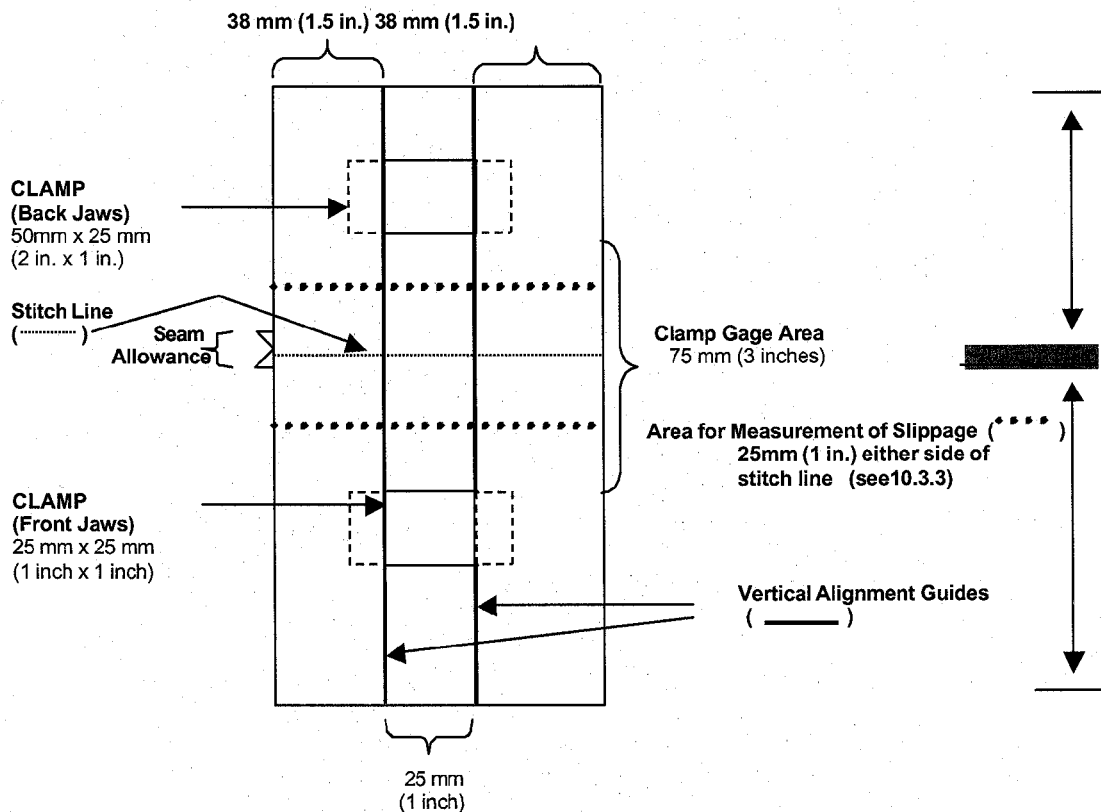 38 mm (1.5 in.) 38 mm (1.5 in.)
CLAMP
(Back Jaws)
50mm x 25 mm
(2 in. x 1 in.)
Stitch Line
( ............... )
Seam
Allowance
Clamp Gage Area
75 mm (3 inches)
Area for Measurement of Slippage (• • • • • •)
25mm (1 in.) either side of
stitch line (see10.3.3)
CLAMP
(Front Jaws)
25 mm x 25 mm
(1 inch x 1 inch)
Vertical Alignment Guides
( ______ )
25 mm
(1 inch)